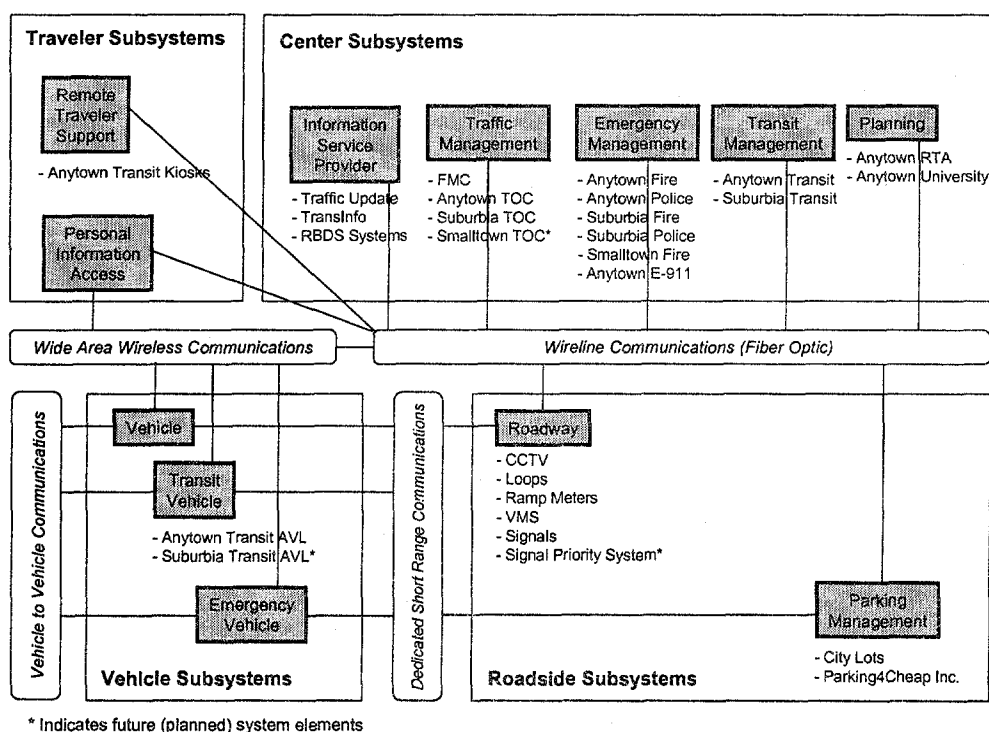 Traveler Subsystems
Remote
Traveler
Support
- Anytown Transit Kiosks
Personal
Information
Access
Center Subsystems
Information
Service
Provider
- Traffic Update
- TransInfo
- RBDS Systems
Traffic
Management
- FMC
- Anytown TOC
- Suburbia TOC
- Smalltown TOC*
Emergency
Management
- Anytown Fire
- Anytown Police
- Suburbia Fire
- Suburbia Police
- Smalltown Fire
- Anytown E-911
Transit
Management
- Anytown Transit
- Suburbia Transit
Planning
- Anytown RTA
- Anytown University
Wide Area Wireless Communications
Wireline Communications (Fiber Optic)
Vehicle to Vehicle Communications
Vehicle
Transit
Vehicle
- Anytown Transit AVL
- Suburbia Transit AVL*
Emergency
Vehicle
Vehicle Subsystems
Dedicated Short Range Communications
Roadway
- CCTV
- Loops
- Ramp Meters
- VMS
- Signals
- Signal Priority System*
Parking
Management
- City Lots
- Parking4Cheap Inc.
Roadside Subsystems
* Indicates future (planned) system elements